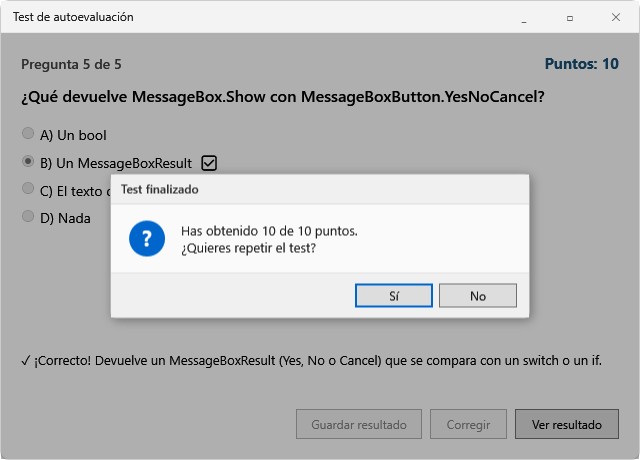 Test de autoevaluación
Pregunta 5 de 5
Puntos: 10
¿Qué devuelve MessageBox.Show con MessageBoxButton.YesNoCancel?
A) Un bool
B) Un MessageBoxResult
C) El texto
D) Nada
Test finalizado
Has obtenido 10 de 10 puntos.
¿Quieres repetir el test?
Sí
No
✓ ¡Correcto! Devuelve un MessageBoxResult (Yes, No o Cancel) que se compara con un switch o un if.
Guardar resultado
Corregir
Ver resultado